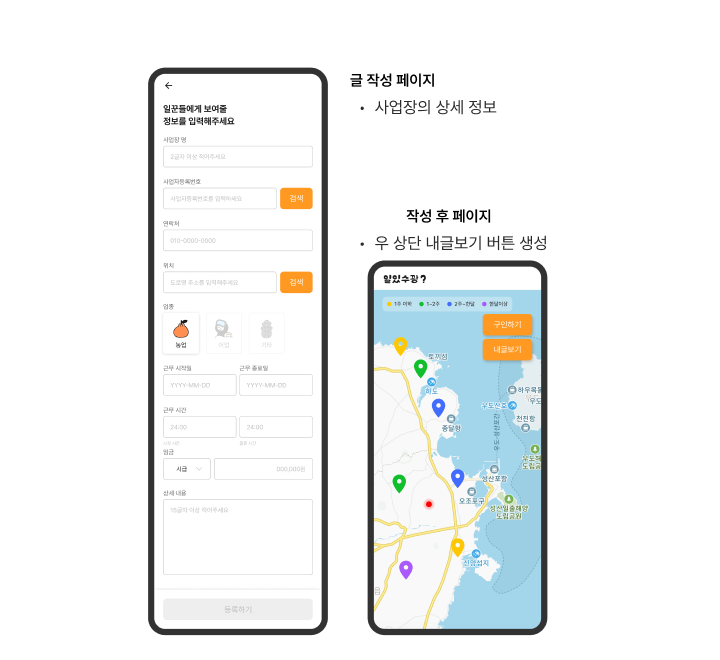 글 작성 페이지
• 사업장의 상세 정보
일꾼들에게 보여줄
정보를 입력해주세요
사업장 명
2글자 이상 적어주세요
사업자등록번호
사업자등록번호를 입력하세요
검색
연락처
010-0000-0000
위치
도로명 주소를 입력해주세요
검색
업종
농업
어업
기타
근무 시작일
근무 종료일
YYYY-MM-DD
YYYY-MM-DD
근무 시간
24:00
24:00
임금
시급
000,000원
상세 내용
10글자 이상 적어주세요
등록하기
작성 후 페이지
• 우 상단 내글보기 버튼 생성
일있수광?
1주 이하
1~2주
2주~한달
한달이상
구인하기
내글보기
토끼섬
하도
하우목동
우도
우도산호
천진항
종달항
우도해
도립공
성산포항
오조포구
성산일출해양
도립공원
신양섭지